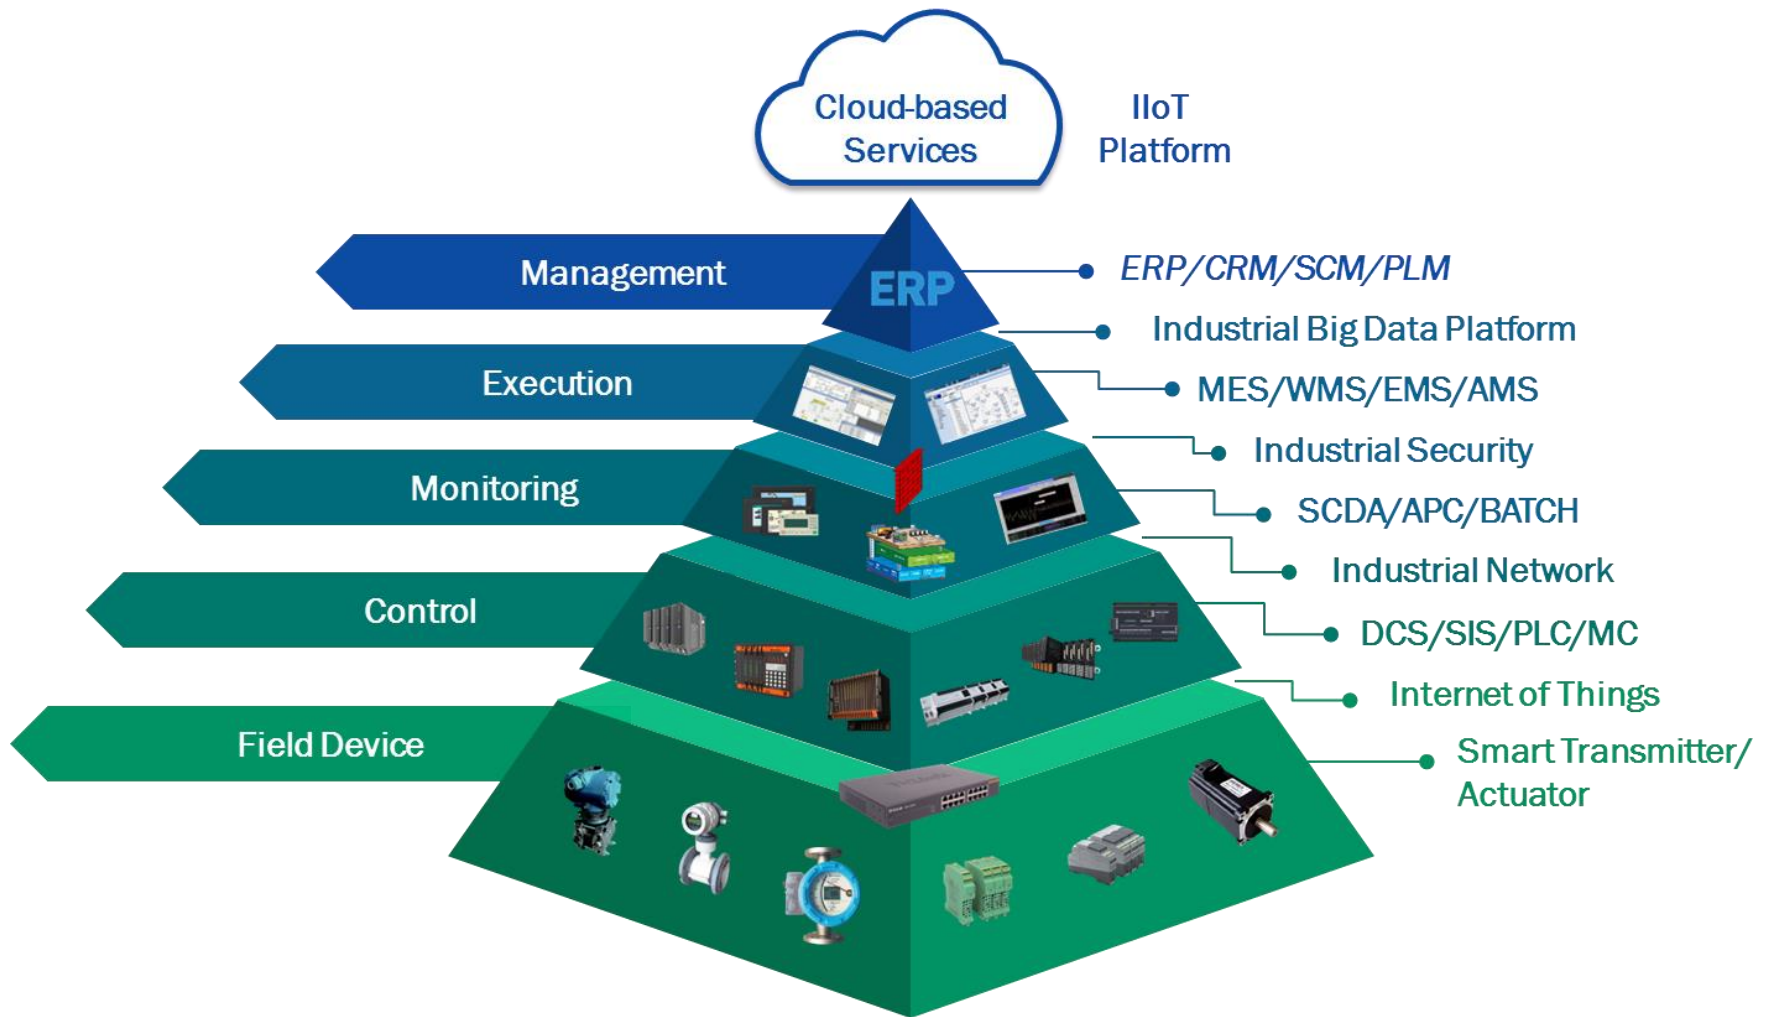 Cloud-based
Services
IIoT
Platform
Management
ERP
ERP/CRM/SCM/PLM
Industrial Big Data Platform
Execution
MES/WMS/EMS/AMS
Industrial Security
Monitoring
SCDA/APC/BATCH
Industrial Network
Control
DCS/SIS/PLC/MC
Internet of Things
Field Device
Smart Transmitter/
Actuator